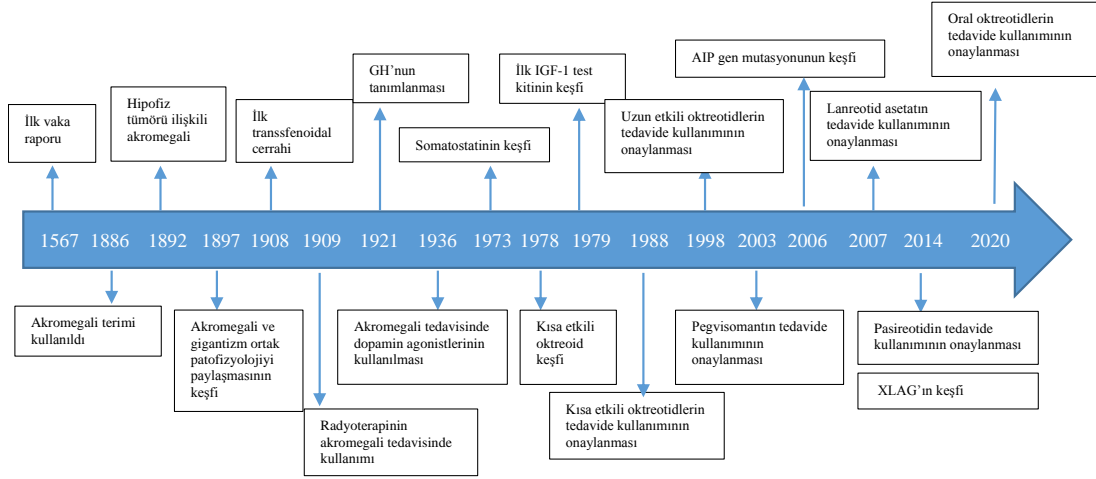 Oral oktreotidlerin
tedavide kullanımının
onaylanması
AIP gen mutasyonunun keşfi
GH’nun
tanımlanması
İlk IGF-1 test
kitinin keşfi
Hipofiz
tümörü ilişkili
akromegali
İlk vaka
raporu
İlk
transsfenoidal
cerrahi
Somatostatinin keşfi
Uzun etkili oktreotidlerin
tedavide kullanımının
onaylanması
Lanreotid asetatın
tedavide kullanımının
onaylanması
1567 1886 1892 1897 1908 1909 1921 1936 1973 1978 1979 1988 1998 2003 2006 2007 2014 2020
Akromegali terimi
kullanıldı
Akromegali ve
gigantizm ortak
patofizyolojiyi
paylaşmasının
keşfi
Akromegali tedavisinde
dopamin agonistlerinin
kullanılması
Kısa etkili
oktreoid
keşfi
Pegvisomantın tedavide
kullanımının
onaylanması
Pasireotidin tedavide
kullanımının onaylanması
XLAG’ın keşfi
Radyoterapinin
akromegali tedavisinde
kullanımı
Kısa etkili oktreotidlerin
tedavide kullanımının
onaylanması